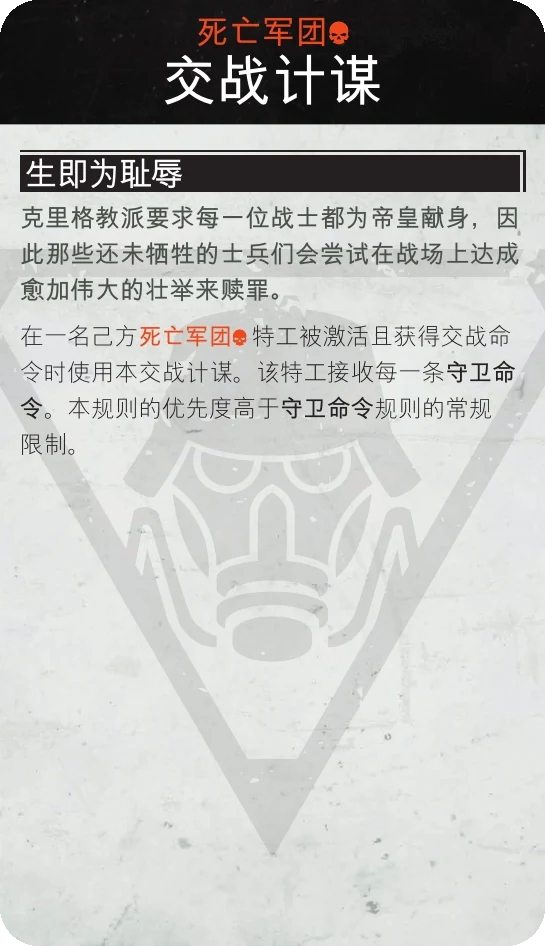 死亡军团
交战计谋
生即为耻辱
克里格教派要求每一位战士都为帝皇献身，因
此那些还未牺牲的士兵们会尝试在战场上达成
愈加伟大的壮举来赎罪。
在一名己方死亡军团特工被激活且获得交战命
令时使用本交战计谋。该特工接收每一条守卫命
令。本规则的优先度高于守卫命令规则的常规
限制。